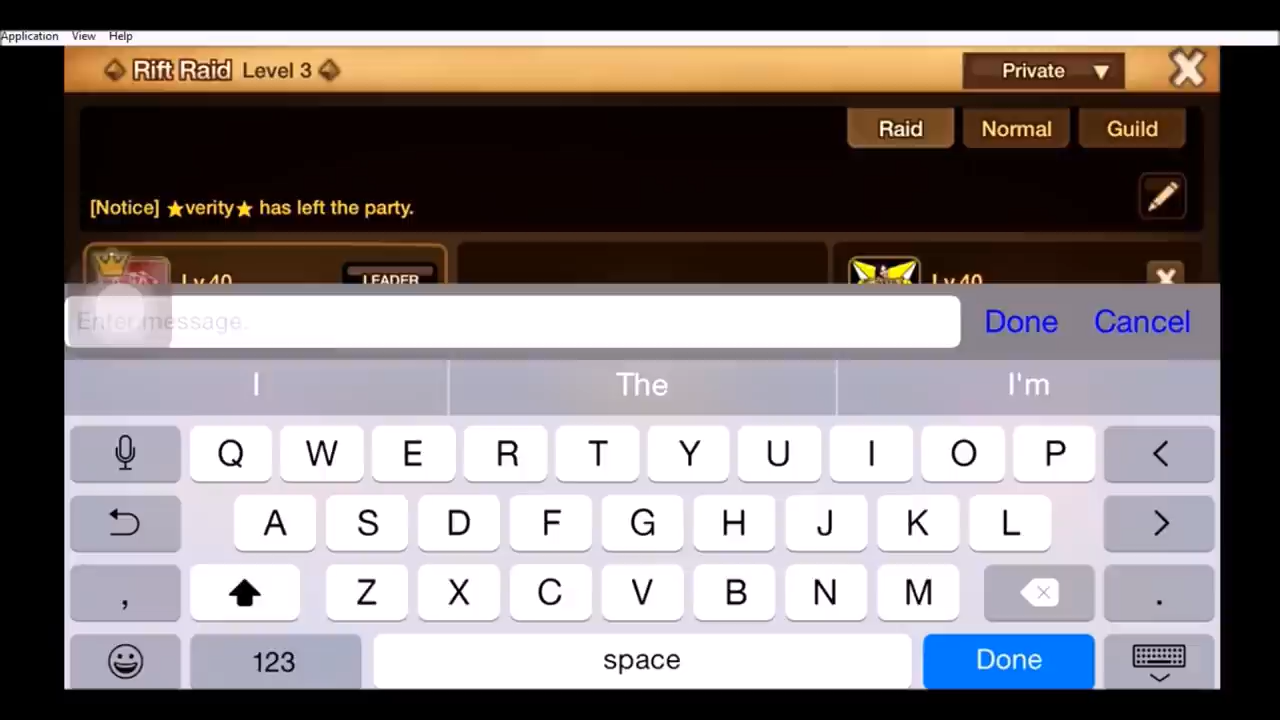 Application View Help
Rift Raid Level 3 Private
Raid Normal Guild
[Notice] ★verity★ has left the party.
Lv.40 LEADER Lv.40
Enter message. Done Cancel
I The I'm
Q W E R T Y U I O P
A S D F G H J K L
, Z X C V B N M .
123 space Done